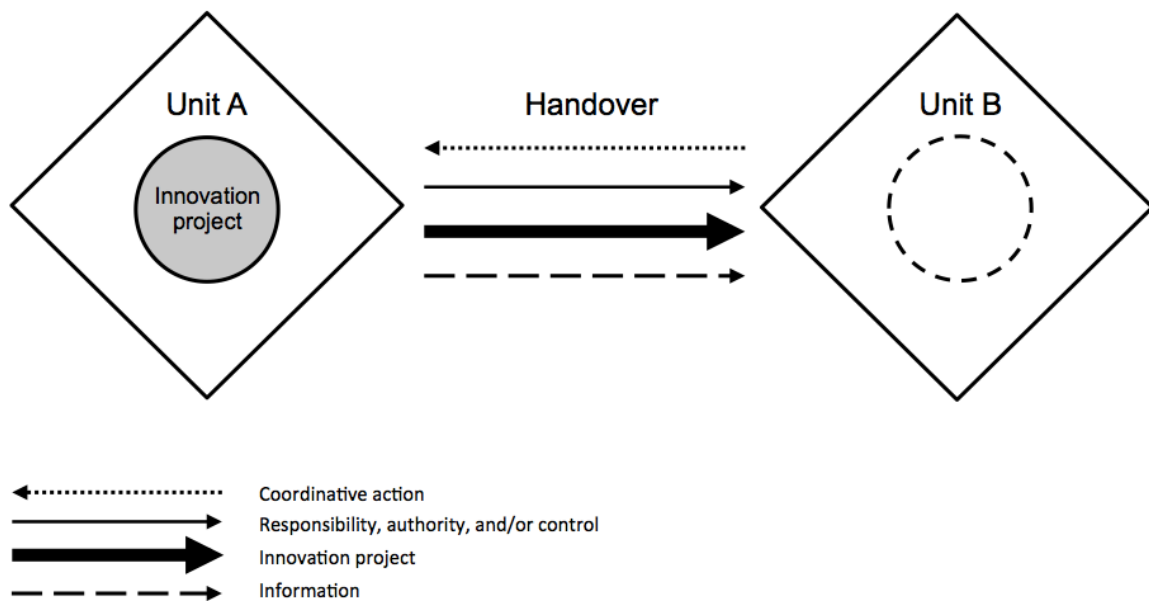 Unit A
Handover
Unit B
Innovation
project
Coordinative action
Responsibility, authority, and/or control
Innovation project
Information